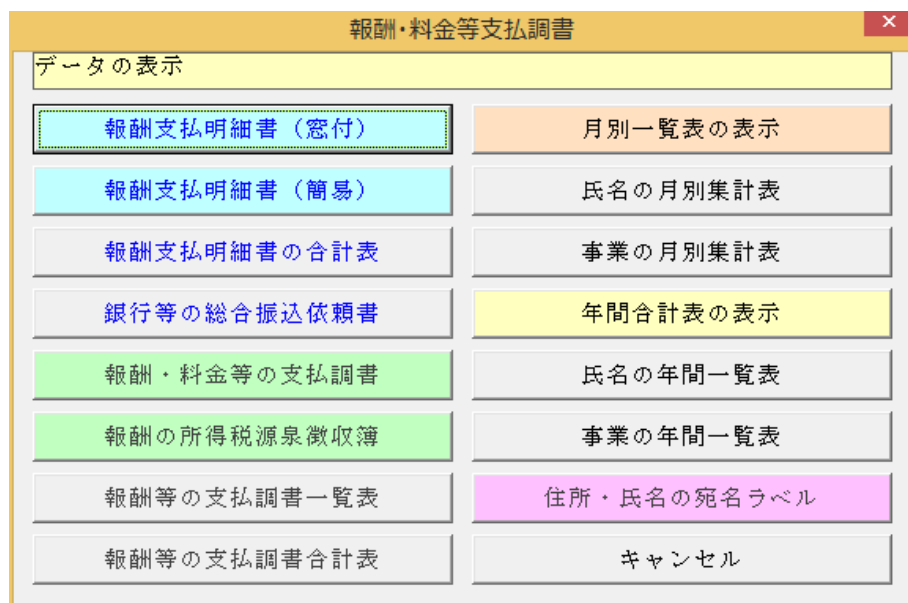 報酬・料金等支払調書
データの表示
報酬支払明細書（窓付）
報酬支払明細書（簡易）
報酬支払明細書の合計表
銀行等の総合振込依頼書
報酬・料金等の支払調書
報酬の所得税源泉徴収簿
報酬等の支払調書一覧表
報酬等の支払調書合計表
月別一覧表の表示
氏名の月別集計表
事業の月別集計表
年間合計表の表示
氏名の年間一覧表
事業の年間一覧表
住所・氏名の宛名ラベル
キャンセル